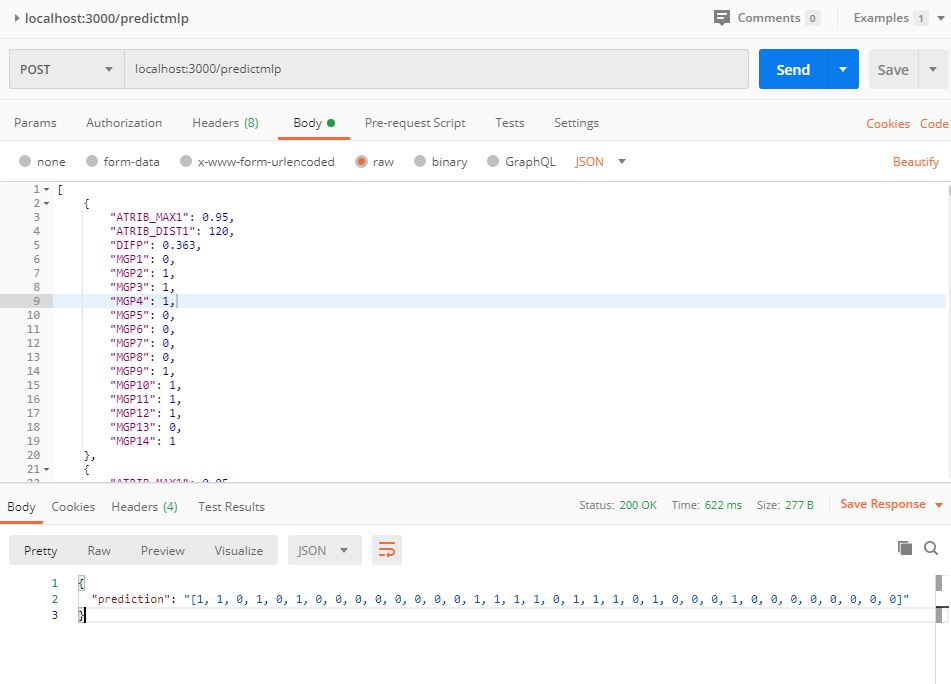 localhost:3000/predictmlp Comments 0 Examples 1
POST localhost:3000/predictmlp Send Save
Params Authorization Headers (8) Body Pre-request Script Tests Settings Cookies Code
none form-data x-www-form-urlencoded raw binary GraphQL JSON Beautify
1 [
2 {
3 "ATRIB_MAX1": 0.95,
4 "ATRIB_DIST1": 120,
5 "DIFP": 0.363,
6 "MGP1": 0,
7 "MGP2": 1,
8 "MGP3": 1,
9 "MGP4": 1,
10 "MGP5": 0,
11 "MGP6": 0,
12 "MGP7": 0,
13 "MGP8": 0,
14 "MGP9": 1,
15 "MGP10": 1,
16 "MGP11": 1,
17 "MGP12": 1,
18 "MGP13": 0,
19 "MGP14": 1
20 },
21 {
Body Cookies Headers (4) Test Results Status: 200 OK Time: 622 ms Size: 277 B Save Response
Pretty Raw Preview Visualize JSON
1 {
2 "prediction": "[1, 1, 0, 1, 0, 1, 0, 0, 0, 0, 0, 0, 0, 0, 1, 1, 1, 1, 0, 1, 1, 1, 0, 1, 0, 0, 0, 1, 0, 0, 0, 0, 0, 0, 0, 0]"
3 }